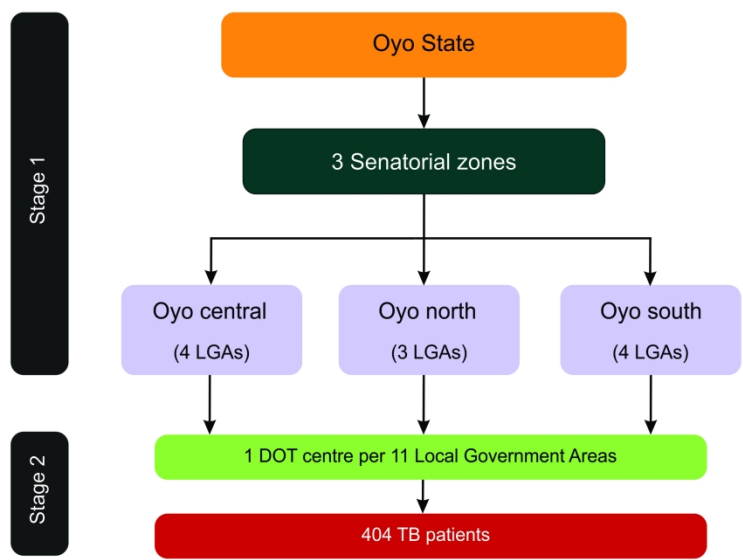 Oyo State
Stage 1
3 Senatorial zones
Oyo central
(4 LGAs)
Oyo north
(3 LGAs)
Oyo south
(4 LGAs)
Stage 2
1 DOT centre per 11 Local Government Areas
404 TB patients